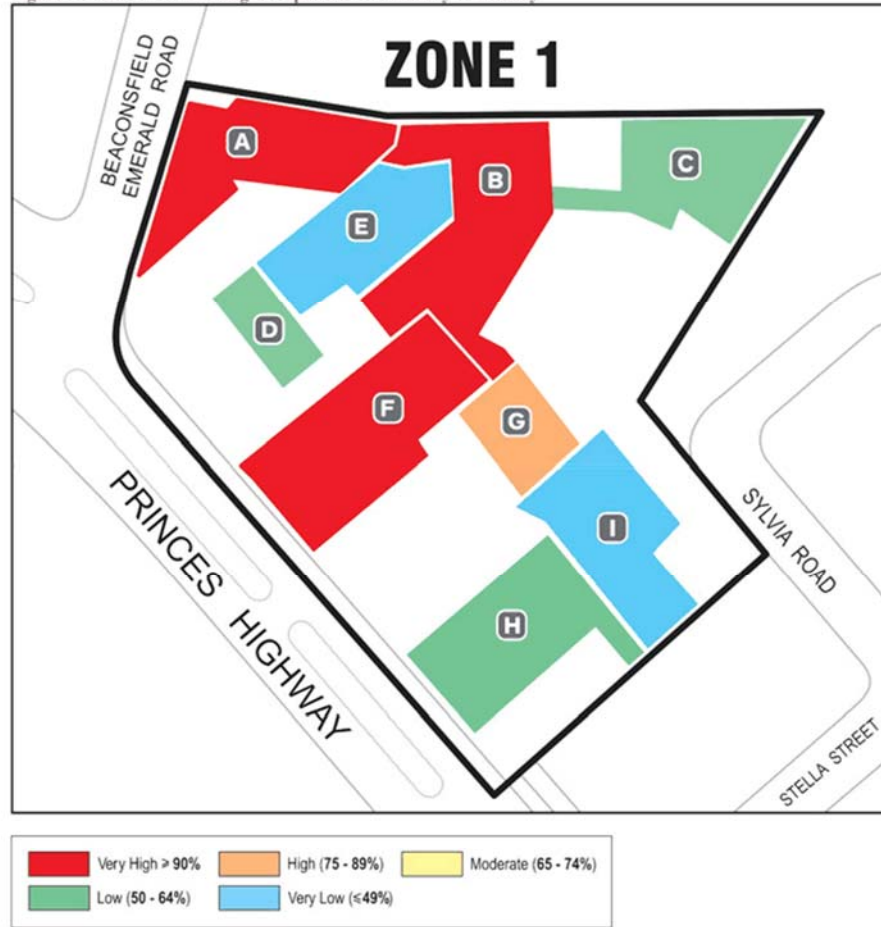 ZONE 1
BEACONSFIELD
EMERALD ROAD
A
B
C
E
D
F
G
I
H
PRINCES HIGHWAY
SYLVIA ROAD
STELLA STREET
Very High ≥ 90%
High (75 - 89%)
Moderate (65 - 74%)
Low (50 - 64%)
Very Low (≤49%)